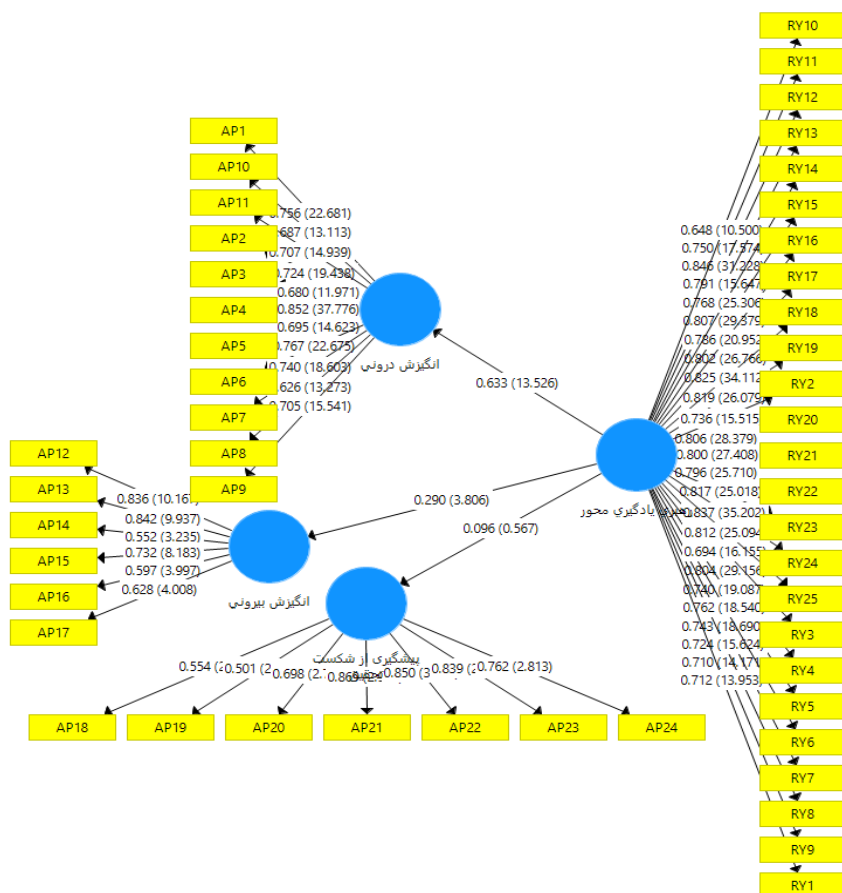 RY10
RY11
RY12
RY13
RY14
RY15
RY16
RY17
RY18
RY19
RY2
RY20
RY21
RY22
RY23
RY24
RY25
RY3
RY4
RY5
RY6
RY7
RY8
RY9
RY1
AP1
AP10
AP11
AP2
AP3
AP4
AP5
AP6
AP7
AP8
AP9
0.756 (22.681)
0.687 (13.113)
0.707 (14.939)
0.724 (19.438)
0.680 (11.971)
0.852 (37.776)
0.695 (14.623)
0.767 (22.675)
0.740 (18.603)
0.626 (13.273)
0.705 (15.541)
انگیزش دروني
0.633 (13.526)
0.648 (10.500)
0.750 (17.574)
0.846 (31.228)
0.791 (15.647)
0.768 (25.306)
0.807 (29.379)
0.786 (20.952)
0.802 (26.766)
0.825 (34.112)
0.819 (26.079)
0.736 (15.515)
0.806 (28.379)
0.800 (27.408)
0.796 (25.710)
0.817 (25.018)
0.837 (35.202)
0.812 (25.094)
0.694 (16.155)
0.804 (29.156)
0.740 (19.087)
0.762 (18.540)
0.743 (18.690)
0.724 (15.624)
0.710 (14.171)
0.712 (13.953)
يادگيري محور
0.290 (3.806)
0.096 (0.567)
AP12
AP13
AP14
AP15
AP16
AP17
0.836 (10.167)
0.842 (9.937)
0.552 (3.235)
0.732 (8.183)
0.597 (3.997)
0.628 (4.008)
انگیزش بیروني
پیشگیری از شکست
0.554
0.501
0.698
0.850
0.839
0.762 (2.813)
AP18
AP19
AP20
AP21
AP22
AP23
AP24